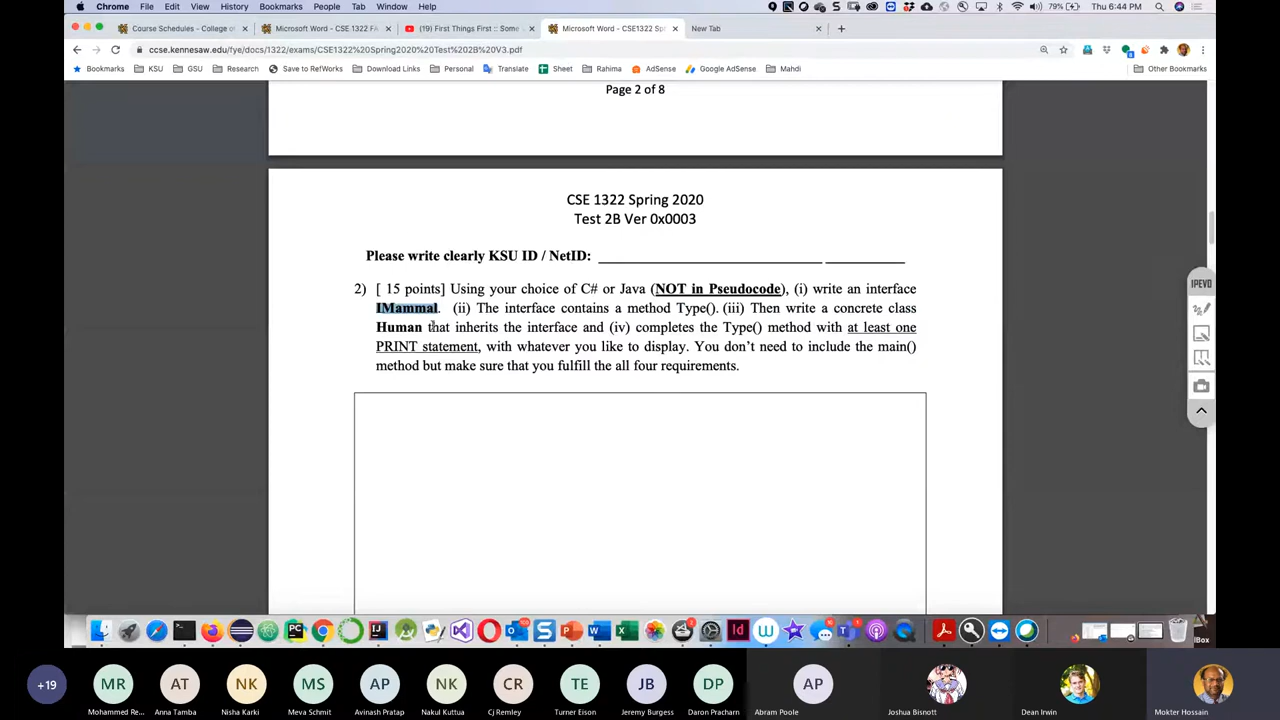 Chrome File Edit View History Bookmarks People Tab Window Help
79% Thu 6:44 PM
Course Schedules - College o
Microsoft Word - CSE 1322 F
(19) First Things First :: Some
Microsoft Word - CSE1322 Sp
New Tab
ccse.kennesaw.edu/fye/docs/1322/exams/CSE1322%20Spring2020%20Test%202B%20V3.pdf
Bookmarks KSU GSU Research Save to RefWorks Download Links Personal Translate Sheet Rahima AdSense Google AdSense Mahdi Other Bookmarks
Page 2 of 8
CSE 1322 Spring 2020
Test 2B Ver 0x0003
Please write clearly KSU ID / NetID: ______________________________ ___________
2) [ 15 points] Using your choice of C# or Java (NOT in Pseudocode), (i) write an interface
IMammal. (ii) The interface contains a method Type(). (iii) Then write a concrete class
Human that inherits the interface and (iv) completes the Type() method with at least one
PRINT statement, with whatever you like to display. You don't need to include the main()
method but make sure that you fulfill the all four requirements.
IPEVO
+19 MR AT NK MS AP NK CR TE JB DP AP
Mohammed Re... Anna Tamba Nisha Karki Meva Schmit Avinash Pratap Nakul Kuttua Cj Remley Turner Eison Jeremy Burgess Daron Pracharn Abram Poole Joshua Bisnott Dean Irwin Mokter Hossain